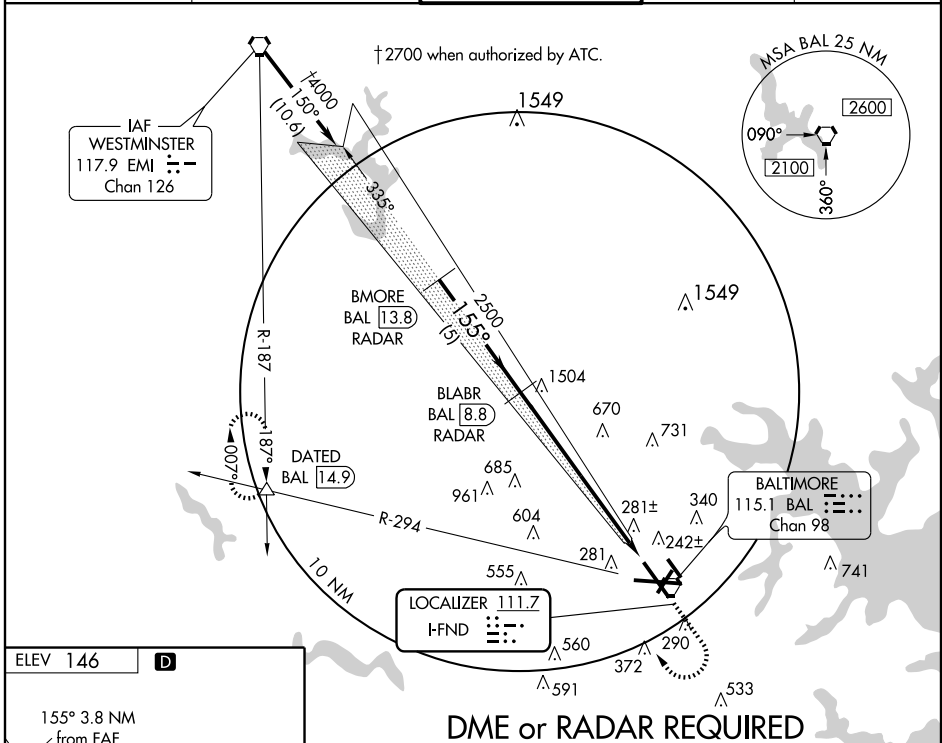 †2700 when authorized by ATC.
MSA BAL 25 NM
2600
090°
2100
360°
IAF
WESTMINSTER
117.9 EMI
Chan 126
†4000
150°
(10.6)
1549
335°
1549
BMORE
BAL 13.8
RADAR
2500
155°
(5)
R-187
BLABR
BAL 8.8
RADAR
1504
670
731
187°
007°
DATED
BAL 14.9
685
961
BALTIMORE
115.1 BAL
Chan 98
R-294
604
281±
340
242±
281
741
10 NM
555
LOCALIZER 111.7
I-FND
560
290
372
591
533
ELEV 146 D
155° 3.8 NM
from FAF
DME or RADAR REQUIRED